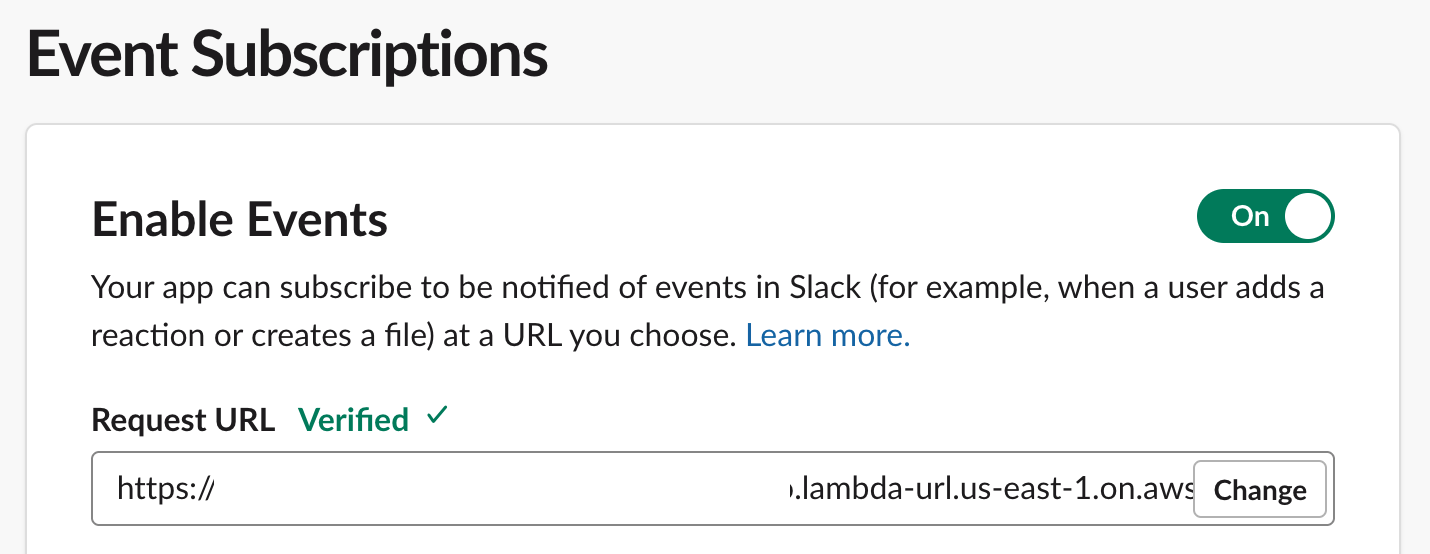 Event Subscriptions
Enable Events
On
Your app can subscribe to be notified of events in Slack (for example, when a user adds a
reaction or creates a file) at a URL you choose. Learn more.
Request URL Verified ✓
https:// .lambda-url.us-east-1.on.aws Change